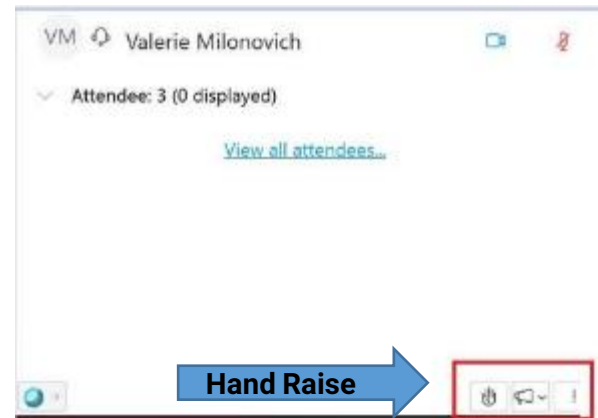 VM Valerie Milonovich
Attendee: 3 (0 displayed)
View all attendees...
Hand Raise